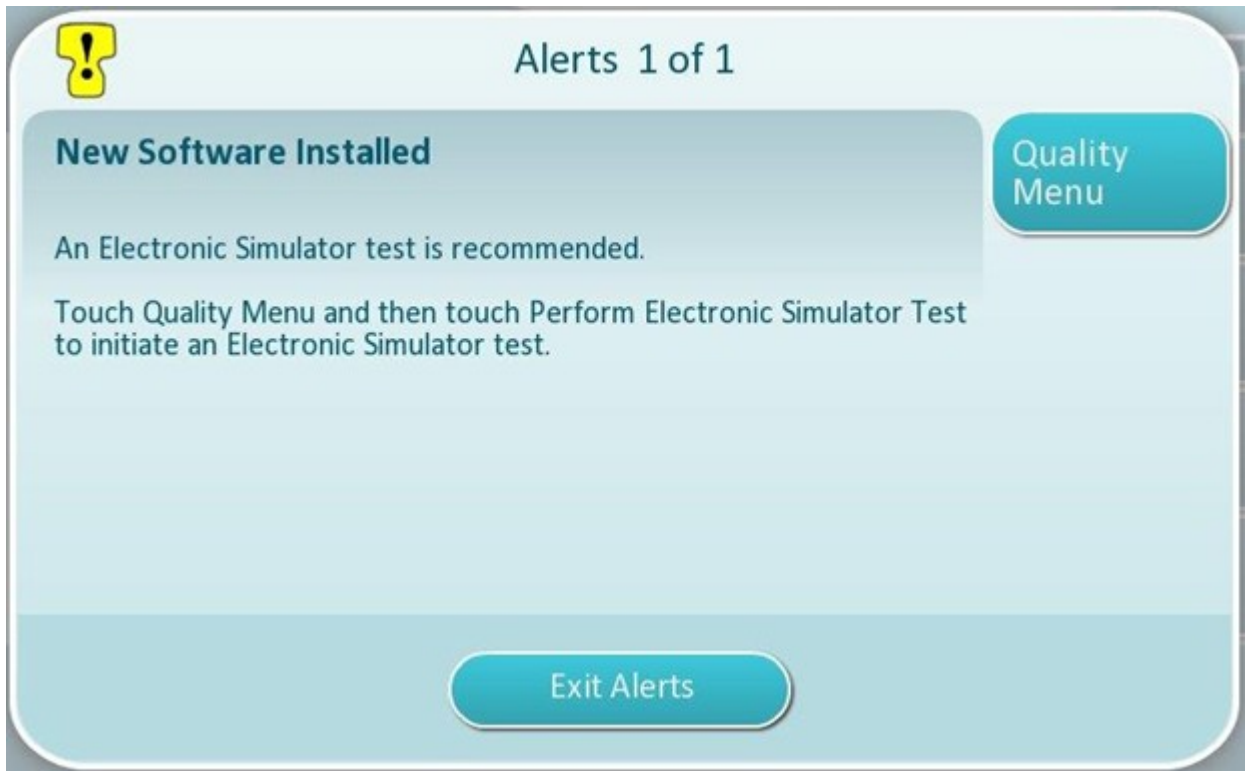 Alerts 1 of 1
New Software Installed
Quality
Menu
An Electronic Simulator test is recommended.
Touch Quality Menu and then touch Perform Electronic Simulator Test
to initiate an Electronic Simulator test.
Exit Alerts